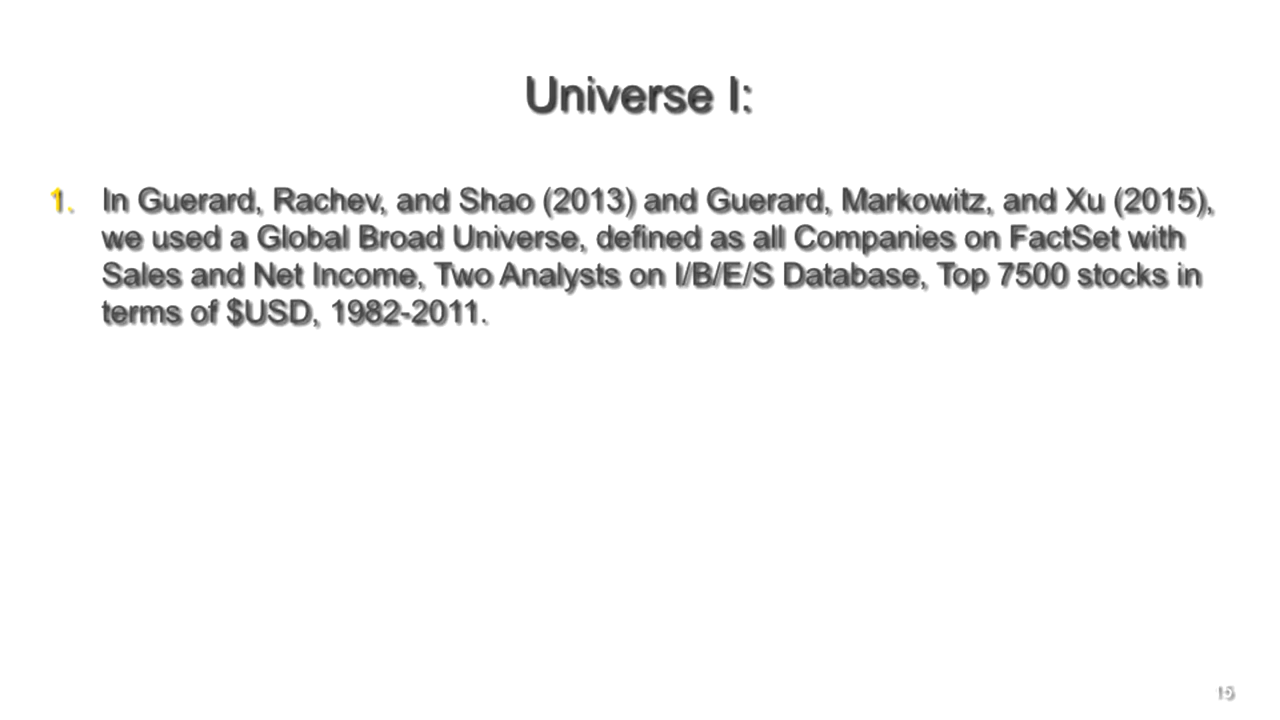 Universe I:
1. In Guerard, Rachev, and Shao (2013) and Guerard, Markowitz, and Xu (2015),
we used a Global Broad Universe, defined as all Companies on FactSet with
Sales and Net Income, Two Analysts on I/B/E/S Database, Top 7500 stocks in
terms of $USD, 1982-2011.
15